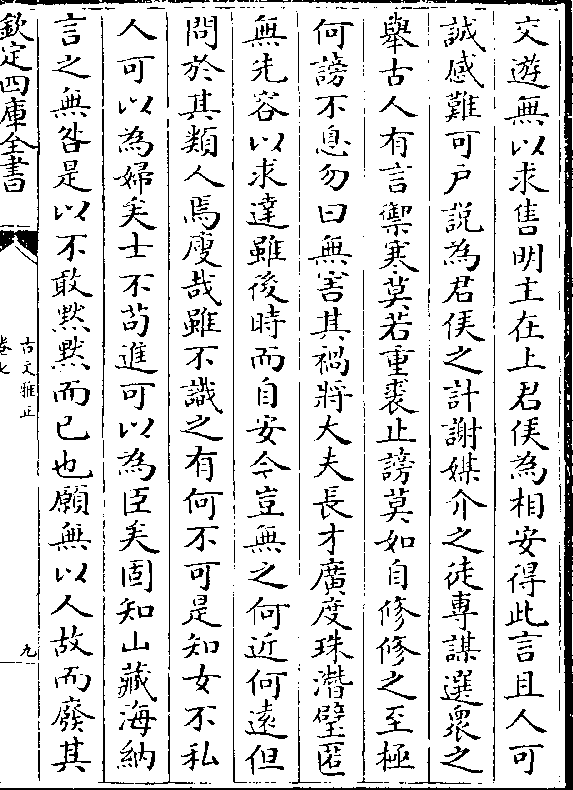 交遊無以求售明主在上君侯為相安得此言且人可
誠感難可户説為君侯之計謝媒介之徒專謀選衆之
舉古人有言禦寒莫若重裘止謗莫如自修修之至極
何謗不息勿曰無害其禍將大夫長才廣度珠潛璧匿
無先容以求達雖後時而自安今豈無之何近何遠但
問於其類人焉廋哉雖不識之有何不可是知女不私
人可以為婦矣士不苟進可以為臣矣固知山藏海納
言之無咎是以不敢黙黙而已也願無以人故而廢其
欽定四庫全書
古文雅正
卷七
九